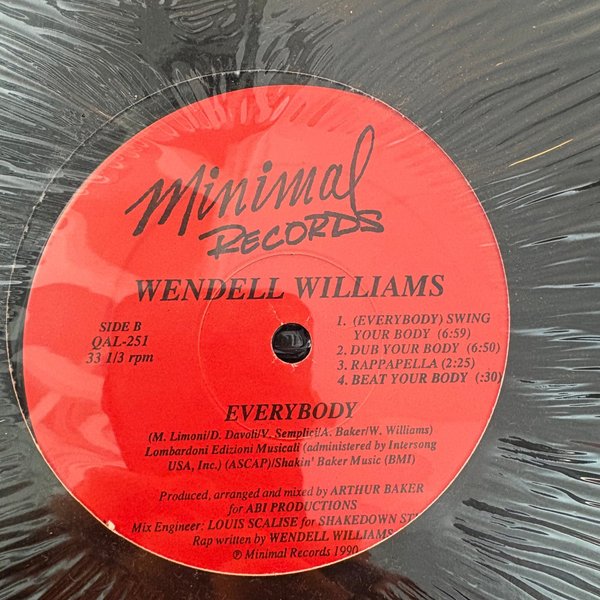 Minimal
RECORDS
WENDELL WILLIAMS
SIDE B
QAL-251
33 1/3 rpm
1. (EVERYBODY) SWING
YOUR BODY (6:59)
2. DUB YOUR BODY (6:50)
3. RAPPAPELLA (2:25)
4. BEAT YOUR BODY (:30)
EVERYBODY
(M. Limoni/D. Davoli/V. Semplici/A. Baker/W. Williams)
Lombardoni Edizioni Musicali (administered by Intersong
USA, Inc.) (ASCAP)/Shakin' Baker Music (BMI)
Produced, arranged and mixed by ARTHUR BAKER
for ABI PRODUCTIONS
Mix Engineer: LOUIS SCALISE for SHAKEDOWN
Rap written by WENDELL WILLIAMS
℗ Minimal Records 1990